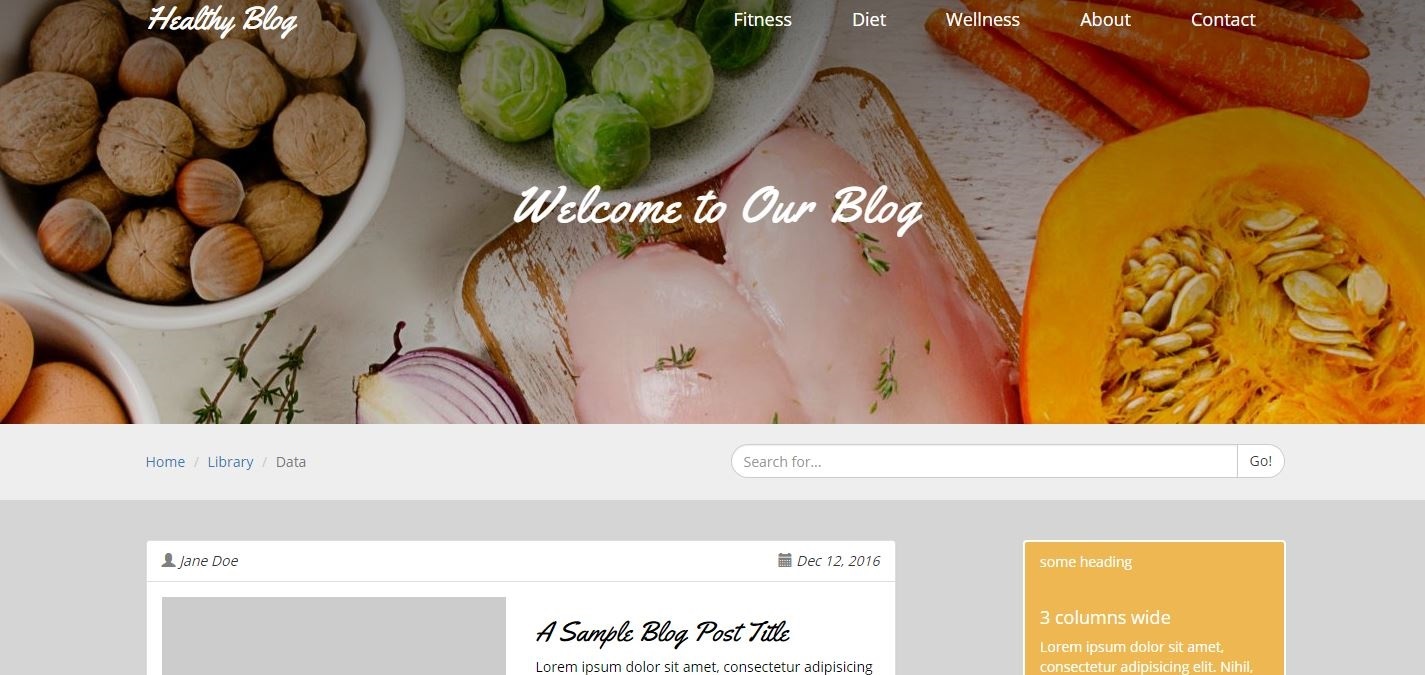 Healthy Blog
Fitness Diet Wellness About Contact
Welcome to Our Blog
Home / Library / Data
Search for...
Go!
Jane Doe
Dec 12, 2016
A Sample Blog Post Title
Lorem ipsum dolor sit amet, consectetur adipisicing
some heading
3 columns wide
Lorem ipsum dolor sit amet,
consectetur adipisicing elit. Nihil,